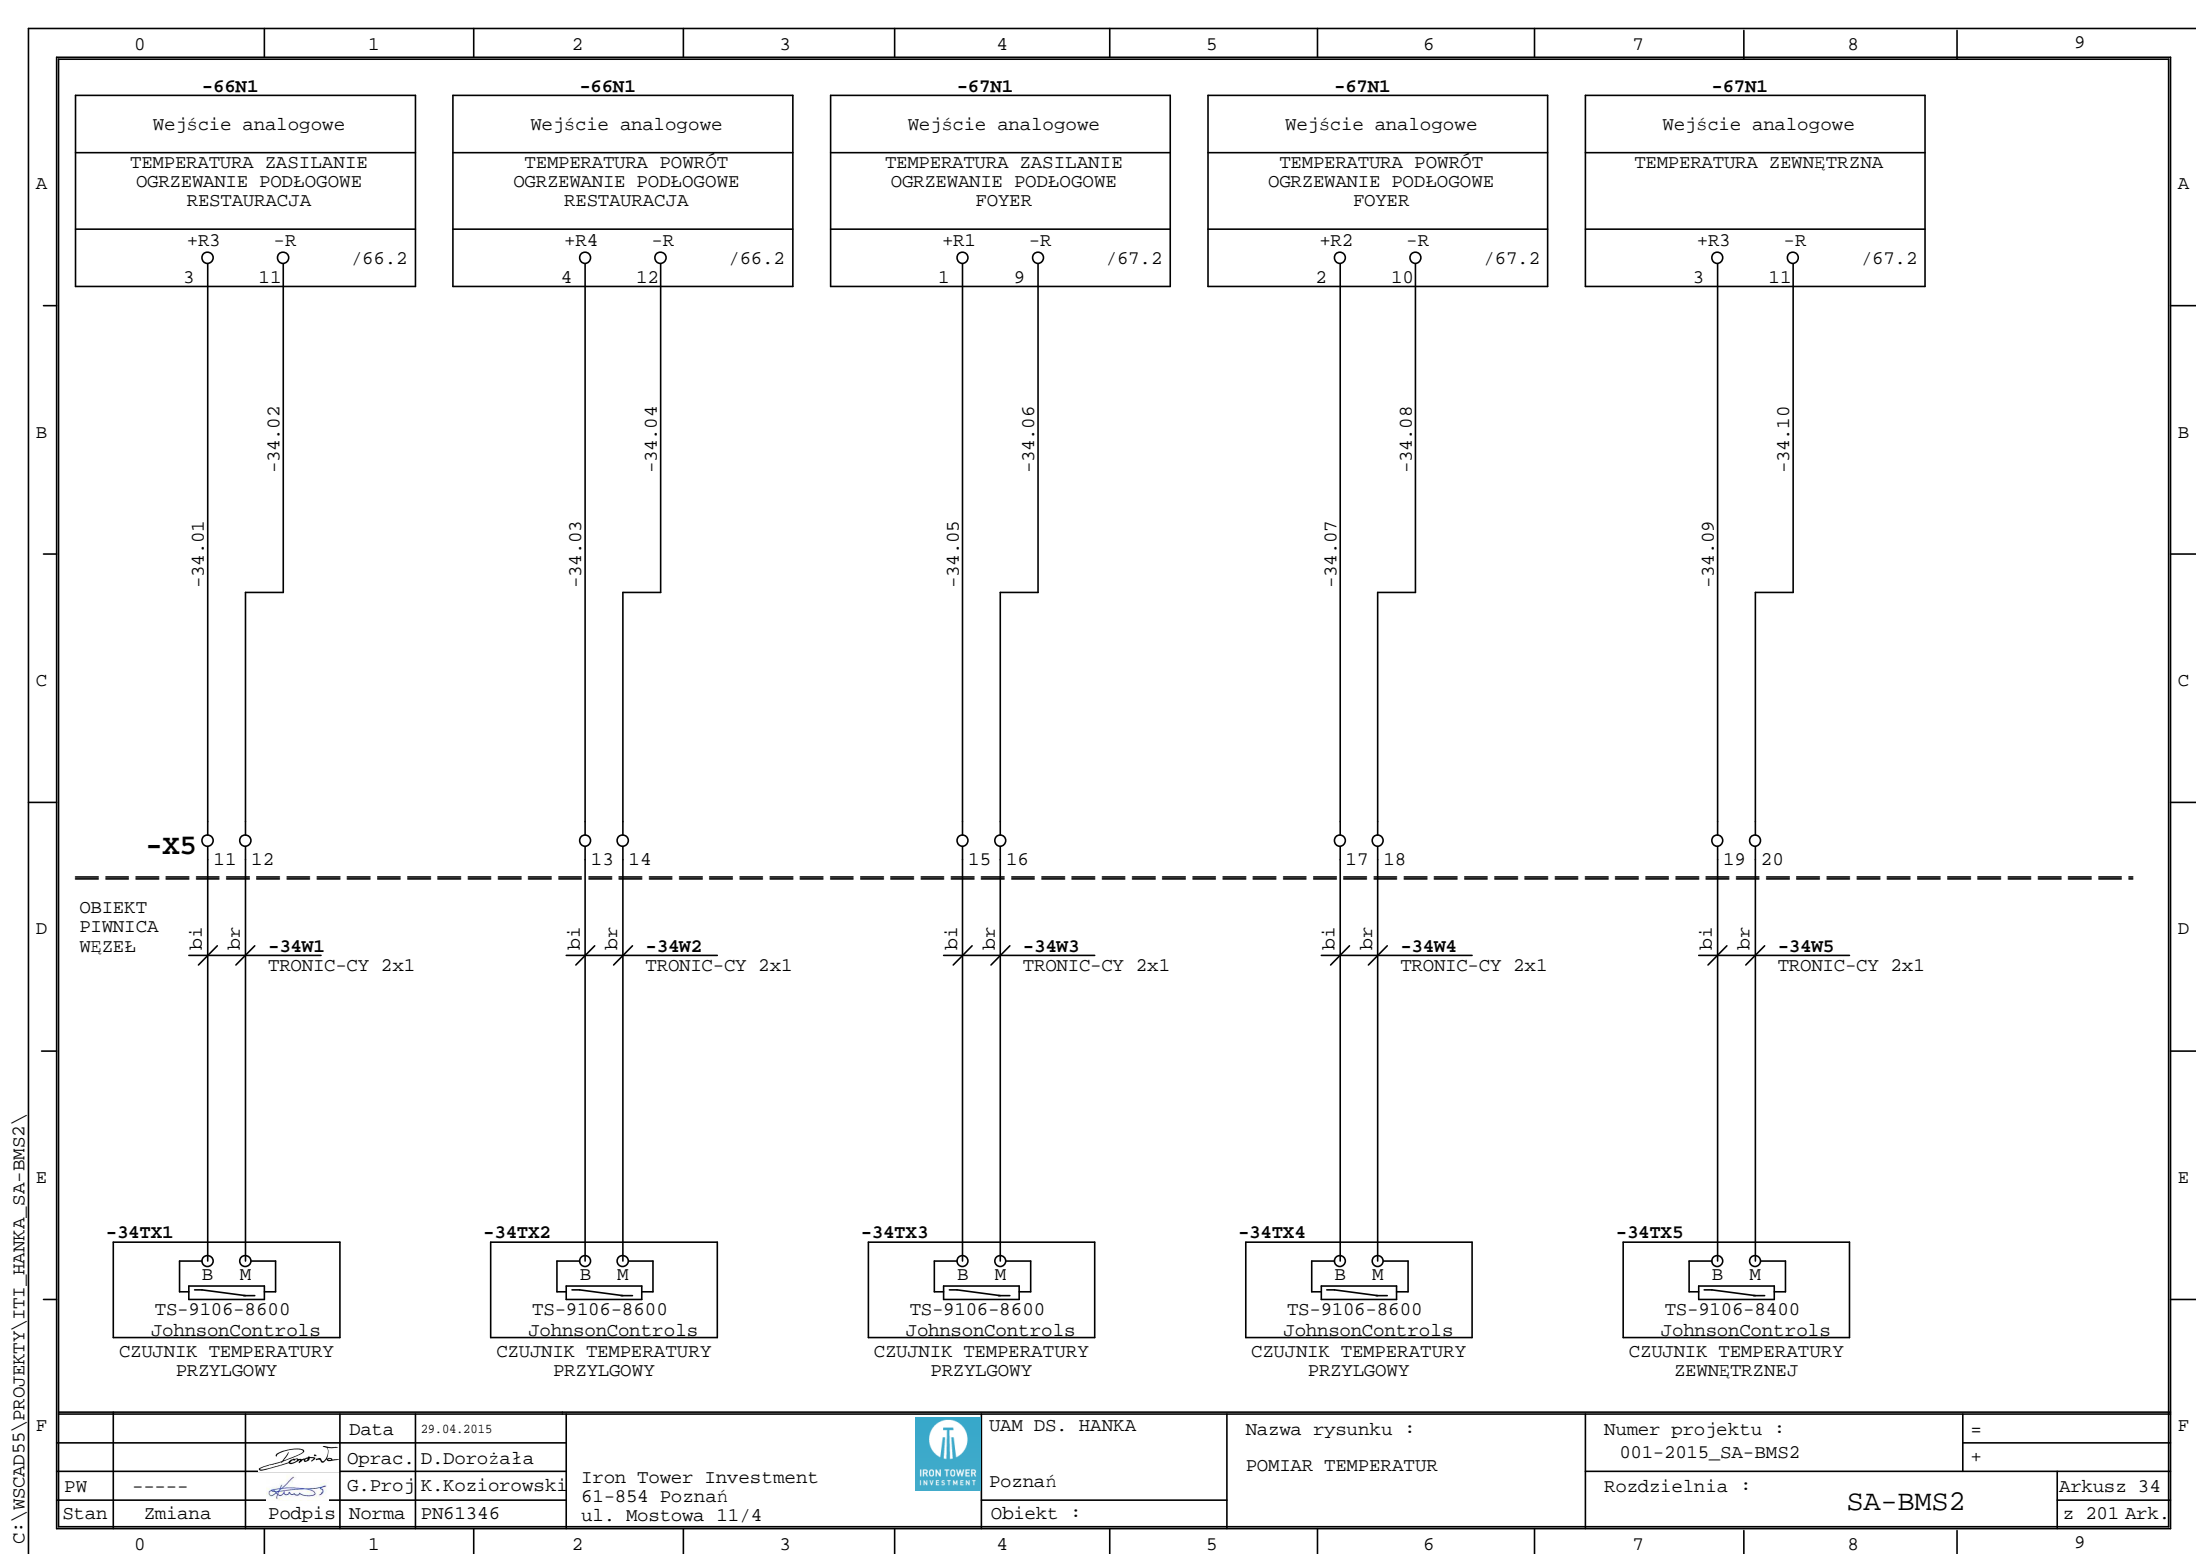 0 1 2 3 4 5 6 7 8 9
-66N1 -66N1 -67N1 -67N1 -67N1
Wejście analogowe Wejście analogowe Wejście analogowe Wejście analogowe Wejście analogowe
TEMPERATURA ZASILANIE
OGRZEWANIE PODŁOGOWE
RESTAURACJA
TEMPERATURA POWRÓT
OGRZEWANIE PODŁOGOWE
RESTAURACJA
TEMPERATURA ZASILANIE
OGRZEWANIE PODŁOGOWE
FOYER
TEMPERATURA POWRÓT
OGRZEWANIE PODŁOGOWE
FOYER
TEMPERATURA ZEWNĘTRZNA
A A
+R3 -R /66.2
3 11
+R4 -R /66.2
4 12
+R1 -R /67.2
1 9
+R2 -R /67.2
2 10
+R3 -R /67.2
3 11
B B
-34.01 -34.02 -34.03 -34.04 -34.05 -34.06 -34.07 -34.08 -34.09 -34.10
C C
-X5 11 12 13 14 15 16 17 18 19 20
OBIEKT
PIWNICA
WĘZEŁ
D D
bi br -34W1
TRONIC-CY 2x1
bi br -34W2
TRONIC-CY 2x1
bi br -34W3
TRONIC-CY 2x1
bi br -34W4
TRONIC-CY 2x1
bi br -34W5
TRONIC-CY 2x1
E E
-34TX1
B M
TS-9106-8600
JohnsonControls
CZUJNIK TEMPERATURY
PRZYLGOWY
-34TX2
B M
TS-9106-8600
JohnsonControls
CZUJNIK TEMPERATURY
PRZYLGOWY
-34TX3
B M
TS-9106-8600
JohnsonControls
CZUJNIK TEMPERATURY
PRZYLGOWY
-34TX4
B M
TS-9106-8600
JohnsonControls
CZUJNIK TEMPERATURY
PRZYLGOWY
-34TX5
B M
TS-9106-8400
JohnsonControls
CZUJNIK TEMPERATURY
ZEWNĘTRZNEJ
C:\WSCAD55\PROJEKTY\ITI_HANKA_SA-BMS2\
F F
Data 29.04.2015
Oprac. D.Dorożała
PW ----- G.Proj K.Koziorowski
Stan Zmiana Podpis Norma PN61346
Iron Tower Investment
61-854 Poznań
ul. Mostowa 11/4
IRON TOWER
INVESTMENT
UAM DS. HANKA
Poznań
Obiekt :
Nazwa rysunku :
POMIAR TEMPERATUR
Numer projektu :
001-2015_SA-BMS2
=
+
Rozdzielnia :
SA-BMS2
Arkusz 34
z 201 Ark.
0 1 2 3 4 5 6 7 8 9